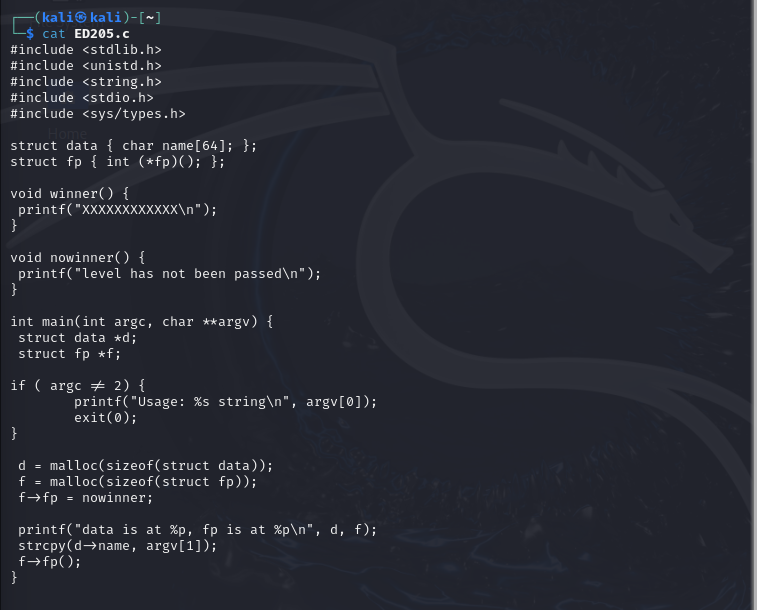 ┌──(kali㉿kali)-[~]
└─$ cat ED205.c
#include <stdlib.h>
#include <unistd.h>
#include <string.h>
#include <stdio.h>
#include <sys/types.h>
Home
struct data { char name[64]; };
struct fp { int (*fp)(); };
void winner() {
 printf("XXXXXXXXXXXX\n");
}
void nowinner() {
 printf("level has not been passed\n");
}
int main(int argc, char **argv) {
 struct data *d;
 struct fp *f;
if ( argc != 2) {
        printf("Usage: %s string\n", argv[0]);
        exit(0);
}
 d = malloc(sizeof(struct data));
 f = malloc(sizeof(struct fp));
 f->fp = nowinner;
 printf("data is at %p, fp is at %p\n", d, f);
 strcpy(d->name, argv[1]);
 f->fp();
}